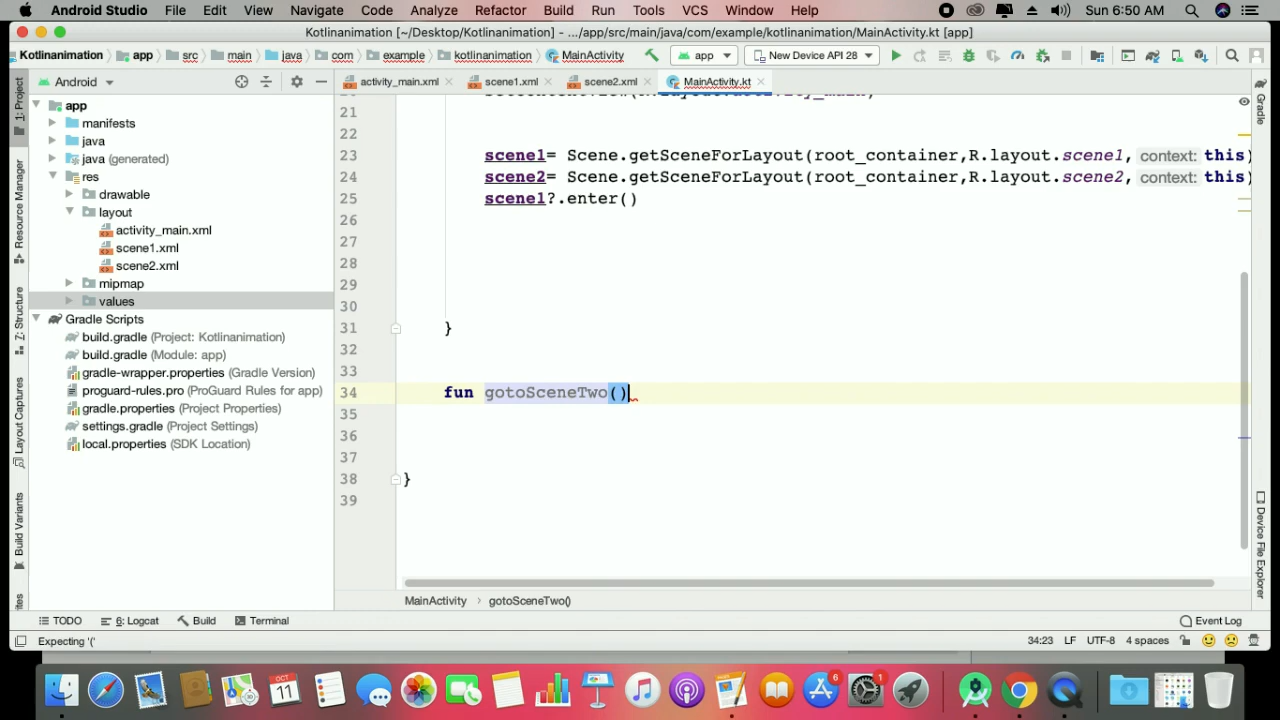 Android Studio File Edit View Navigate Code Analyze Refactor Build Run Tools VCS Window Help Sun 6:50 AM
Kotlinanimation [~/Desktop/Kotlinanimation] - .../app/src/main/java/com/example/kotlinanimation/MainActivity.kt [app]
Kotlinanimation app src main java com example kotlinanimation MainActivity app New Device API 28
1: Project Android activity_main.xml scene1.xml scene2.xml MainActivity.kt Gradle
app
manifests
java
java (generated)
res
drawable
layout
activity_main.xml
scene1.xml
scene2.xml
mipmap
values
Gradle Scripts
build.gradle (Project: Kotlinanimation)
build.gradle (Module: app)
gradle-wrapper.properties (Gradle Version)
proguard-rules.pro (ProGuard Rules for app)
gradle.properties (Project Properties)
settings.gradle (Project Settings)
local.properties (SDK Location)
Resource Manager
Z: Structure
Layout Captures
Build Variants
21
22
23 scene1= Scene.getSceneForLayout(root_container,R.layout.scene1, context: this)
24 scene2= Scene.getSceneForLayout(root_container,R.layout.scene2, context: this)
25 scene1?.enter()
26
27
28
29
30
31 }
32
33
34 fun gotoSceneTwo()
35
36
37
38 }
39
Device File Explorer
MainActivity › gotoSceneTwo()
TODO 6: Logcat Build Terminal Event Log
Expecting '(' 34:23 LF UTF-8 4 spaces
OCT
11
6
1